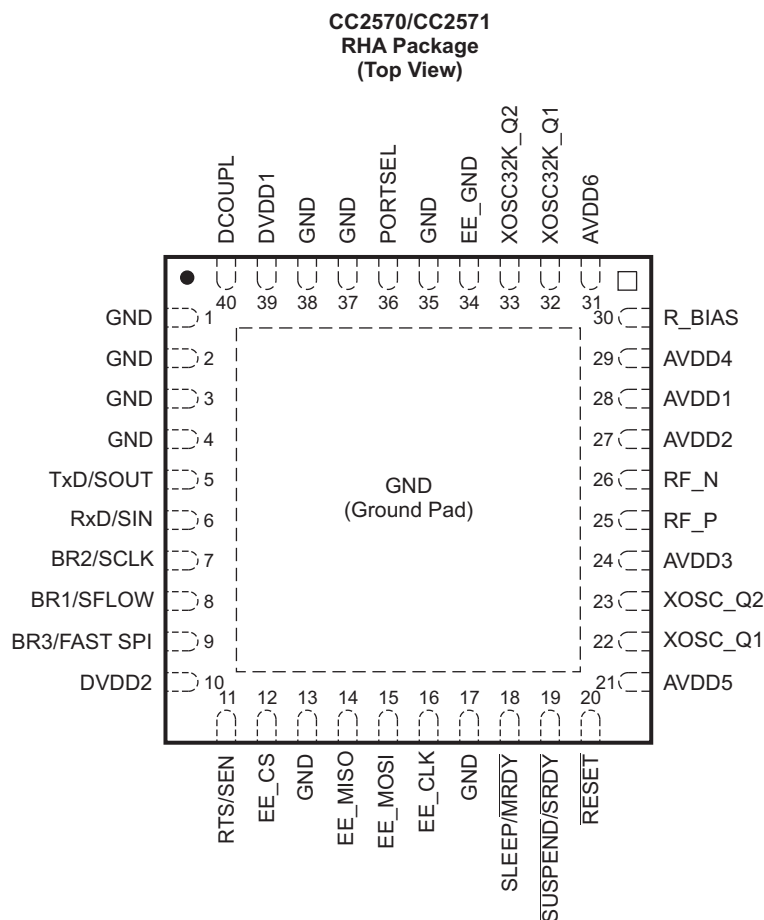 CC2570/CC2571
RHA Package
(Top View)
DCOUPL
DVDD1
GND
GND
PORTSEL
GND
EE_GND
XOSC32K_Q2
XOSC32K_Q1
AVDD6
40 39 38 37 36 35 34 33 32 31
GND 1
GND 2
GND 3
GND 4
TxD/SOUT 5
RxD/SIN 6
BR2/SCLK 7
BR1/SFLOW 8
BR3/FAST SPI 9
DVDD2 10
GND
(Ground Pad)
30 R_BIAS
29 AVDD4
28 AVDD1
27 AVDD2
26 RF_N
25 RF_P
24 AVDD3
23 XOSC_Q2
22 XOSC_Q1
21 AVDD5
11 12 13 14 15 16 17 18 19 20
RTS/SEN
EE_CS
GND
EE_MISO
EE_MOSI
EE_CLK
GND
SLEEP/MRDY
SUSPEND/SRDY
RESET